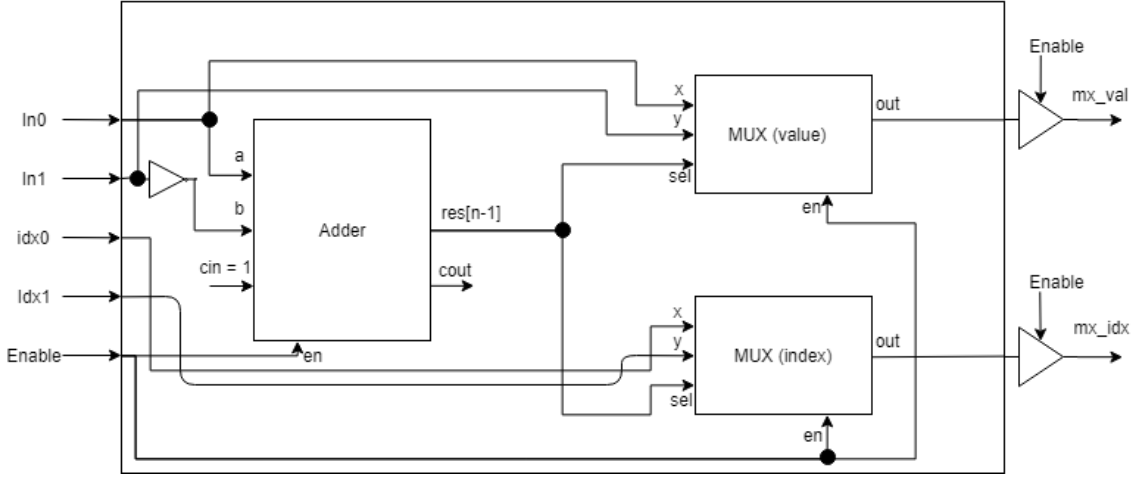 Enable
mx_val
In0
x
y
out
MUX (value)
In1
a
sel
b
res[n-1]
en
idx0
Adder
cin = 1
cout
Idx1
Enable
x
mx_idx
Enable
en
y
out
MUX (index)
sel
en